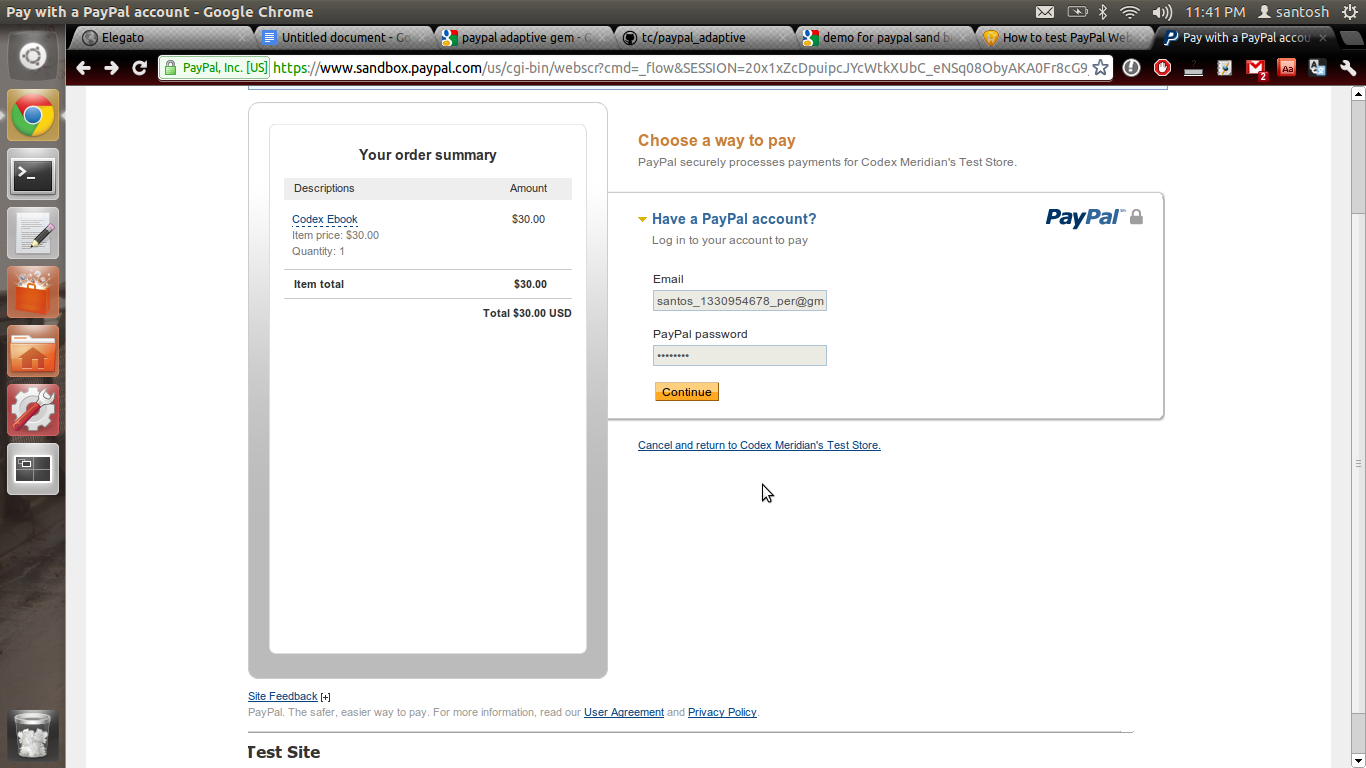 Pay with a PayPal account - Google Chrome
11:41 PM santosh
Elegato
Untitled document - Go
paypal adaptive gem - G
tc/paypal_adaptive
demo for paypal sand b
How to test PayPal Web
Pay with a PayPal accou
PayPal, Inc. [US] https://www.sandbox.paypal.com/us/cgi-bin/webscr?cmd=_flow&SESSION=20x1xZcDpuipcJYcWtkXUbC_eNSq08ObyAKA0Fr8cG9
2
Aa
Your order summary
Descriptions Amount
Codex Ebook $30.00
Item price: $30.00
Quantity: 1
Item total $30.00
Total $30.00 USD
Choose a way to pay
PayPal securely processes payments for Codex Meridian's Test Store.
Have a PayPal account?
PayPal
Log in to your account to pay
Email
santos_1330954678_per@gm
PayPal password
••••••••
Continue
Cancel and return to Codex Meridian's Test Store.
Site Feedback [+]
PayPal. The safer, easier way to pay. For more information, read our User Agreement and Privacy Policy.
Test Site